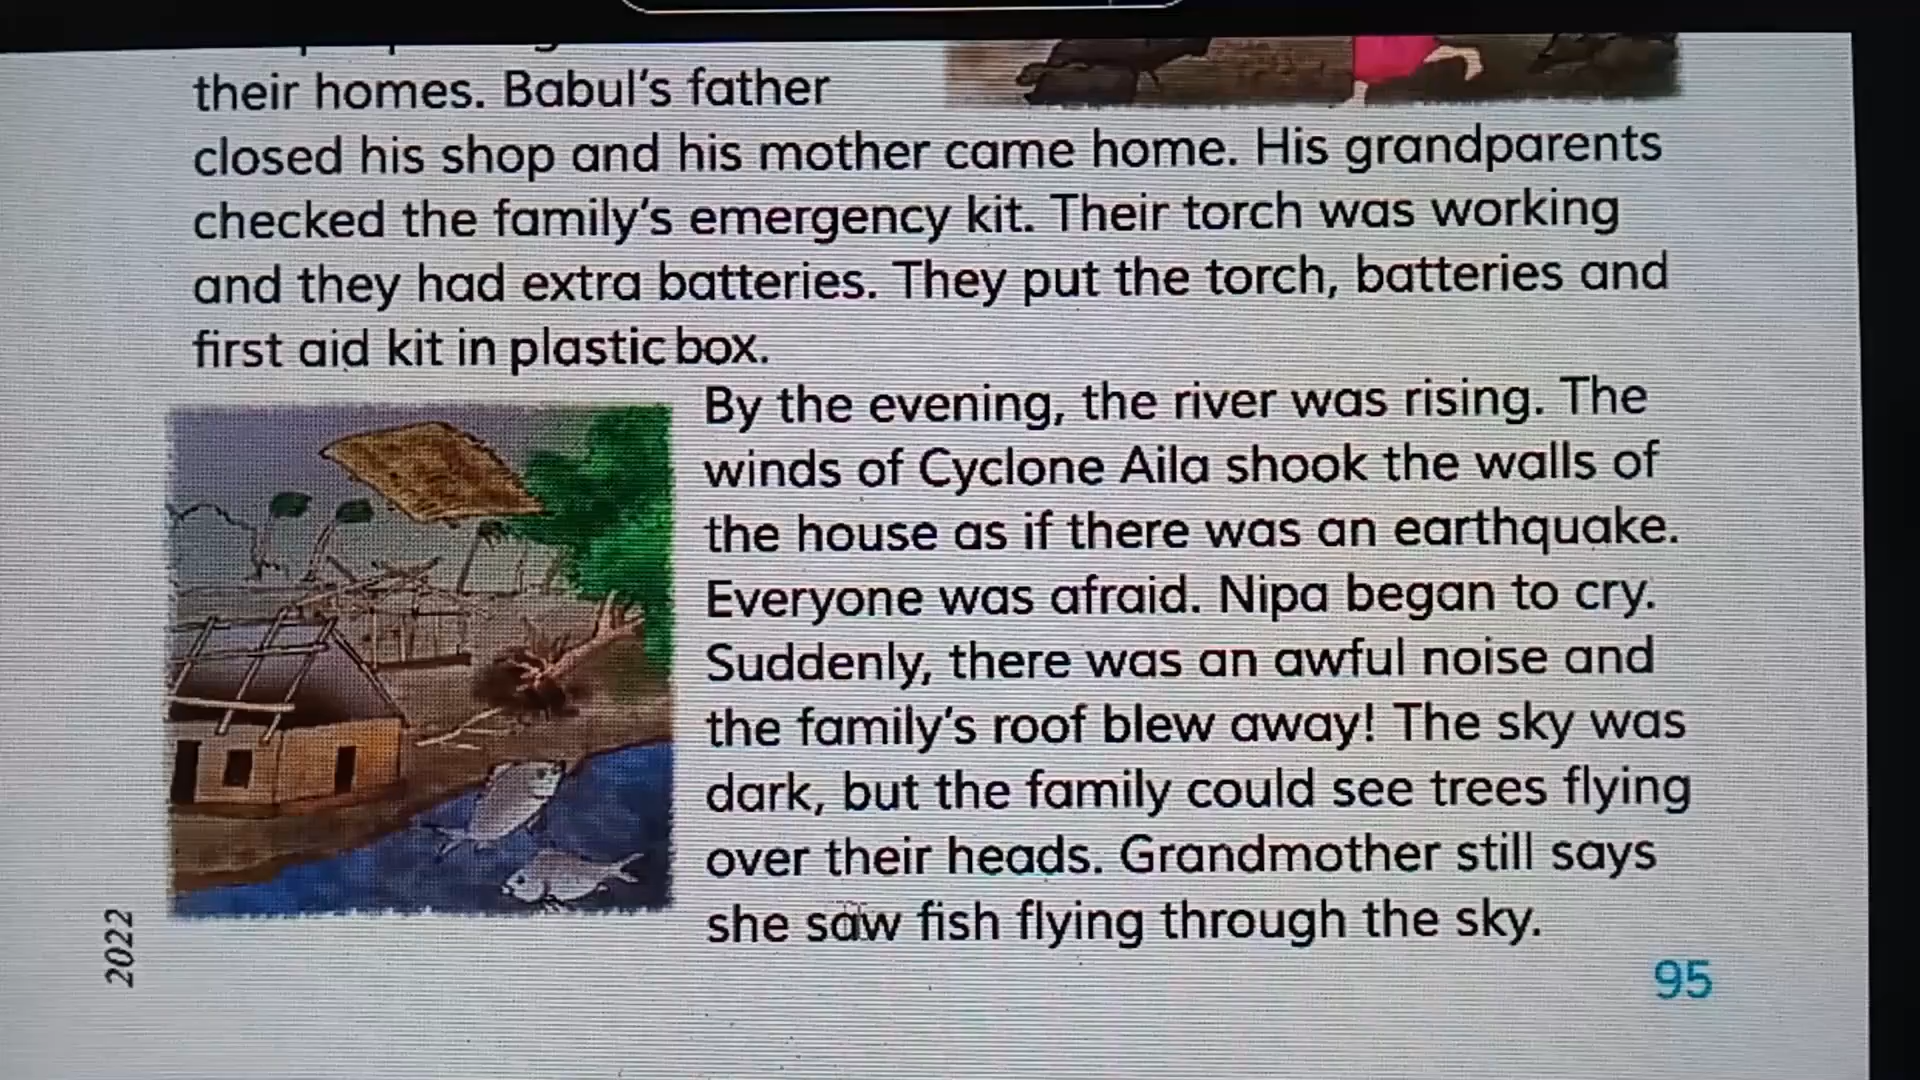 their homes. Babul's father
closed his shop and his mother came home. His grandparents
checked the family's emergency kit. Their torch was working
and they had extra batteries. They put the torch, batteries and
first aid kit in plastic box.
By the evening, the river was rising. The
winds of Cyclone Aila shook the walls of
the house as if there was an earthquake.
Everyone was afraid. Nipa began to cry.
Suddenly, there was an awful noise and
the family's roof blew away! The sky was
dark, but the family could see trees flying
over their heads. Grandmother still says
she saw fish flying through the sky.
2022
95